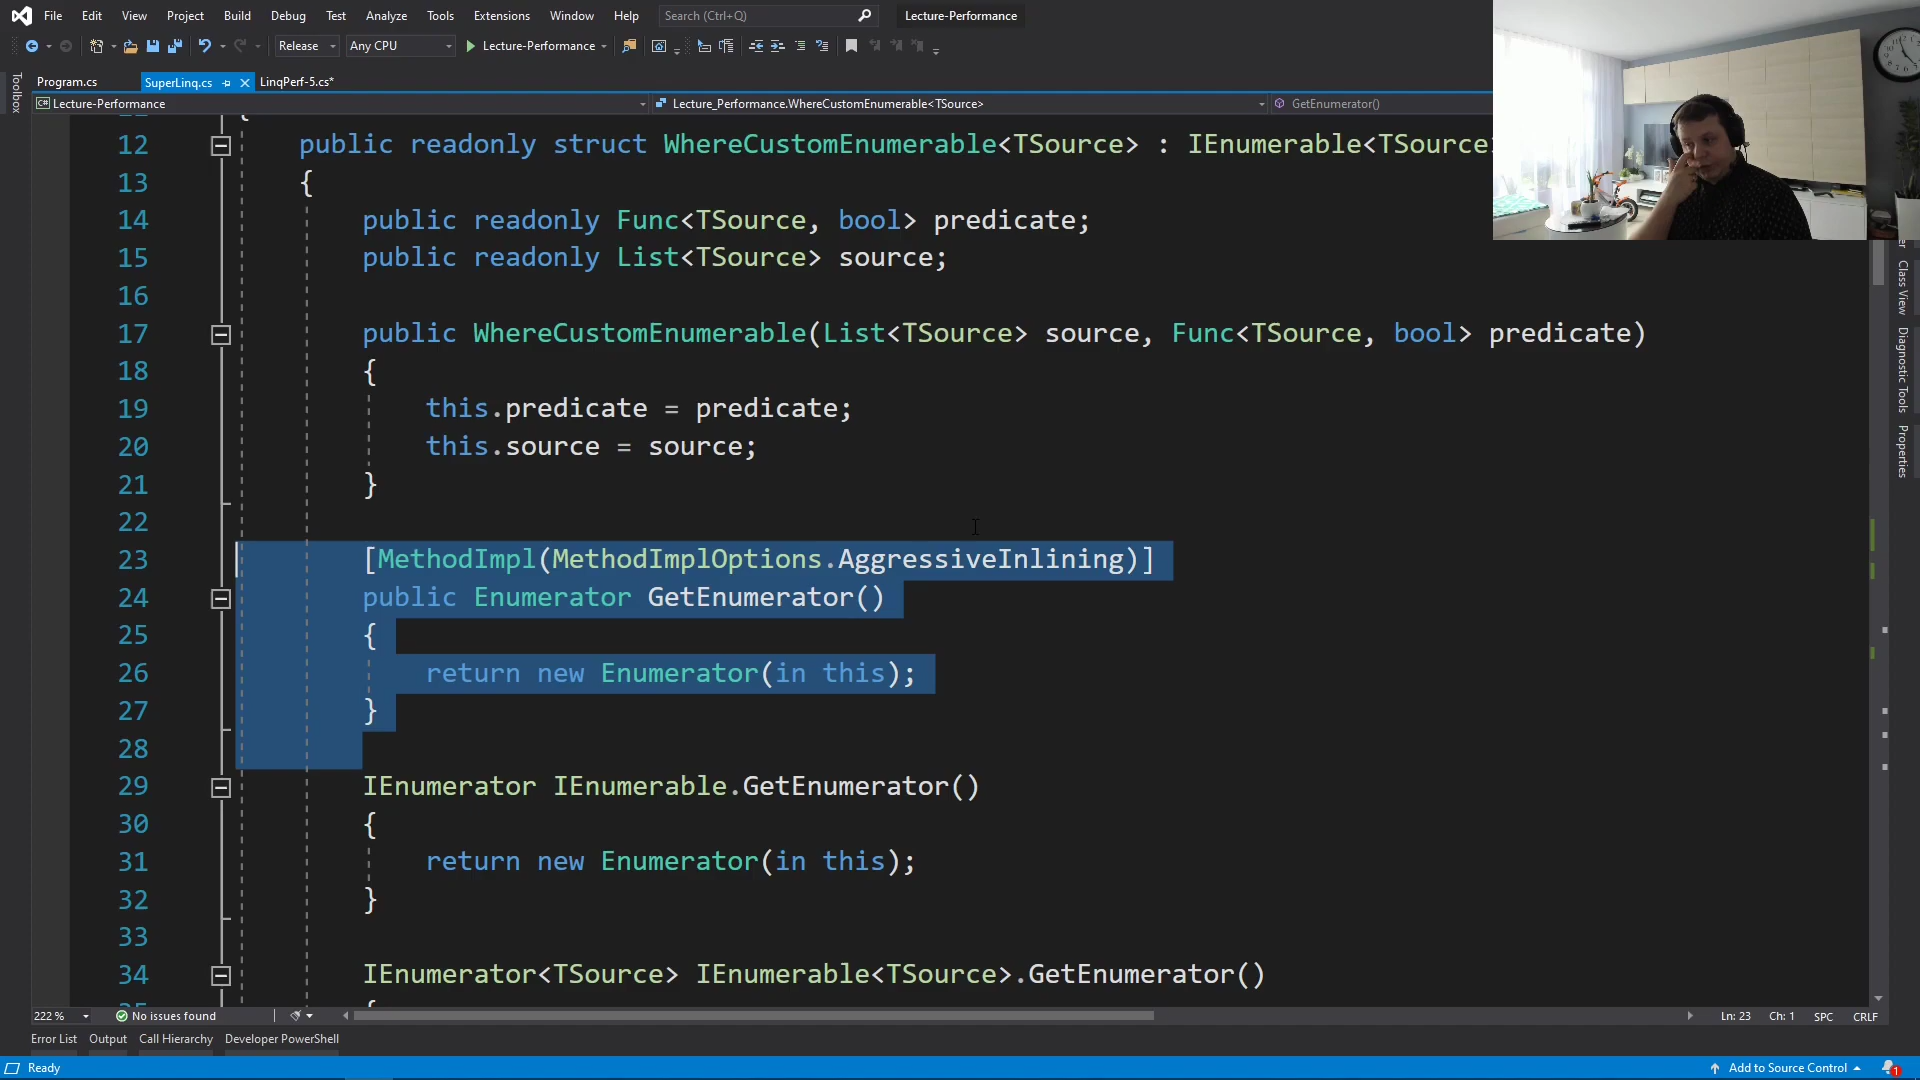 File Edit View Project Build Debug Test Analyze Tools Extensions Window Help Search (Ctrl+Q) Lecture-Performance
Release Any CPU Lecture-Performance
Program.cs SuperLinq.cs LinqPerf-5.cs*
C# Lecture-Performance Lecture_Performance.WhereCustomEnumerable<TSource> GetEnumerator()
Toolbox
12 public readonly struct WhereCustomEnumerable<TSource> : IEnumerable<TSource>
13 {
14 public readonly Func<TSource, bool> predicate;
15 public readonly List<TSource> source;
16
17 public WhereCustomEnumerable(List<TSource> source, Func<TSource, bool> predicate)
18 {
19 this.predicate = predicate;
20 this.source = source;
21 }
22
23 [MethodImpl(MethodImplOptions.AggressiveInlining)]
24 public Enumerator GetEnumerator()
25 {
26 return new Enumerator(in this);
27 }
28
29 IEnumerator IEnumerable.GetEnumerator()
30 {
31 return new Enumerator(in this);
32 }
33
34 IEnumerator<TSource> IEnumerable<TSource>.GetEnumerator()
Class View
Diagnostic Tools
Properties
222 % No issues found Ln: 23 Ch: 1 SPC CRLF
Error List Output Call Hierarchy Developer PowerShell
Ready Add to Source Control 1